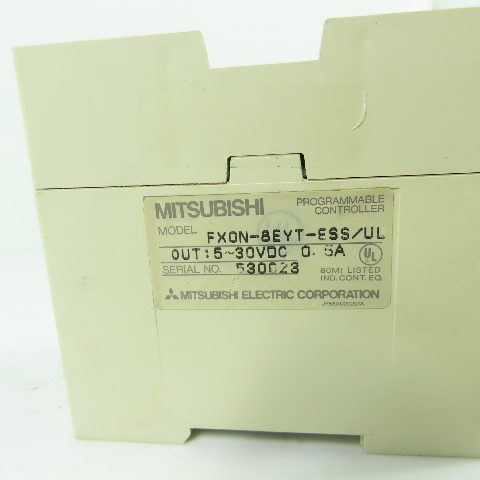 MITSUBISHI
PROGRAMMABLE
CONTROLLER
MODEL FX0N-8EYT-ESS/UL
OUT:5~30VDC 0.5A
SERIAL NO. 530023
UL
80MI LISTED
IND. CONT. EQ.
MITSUBISHI ELECTRIC CORPORATION